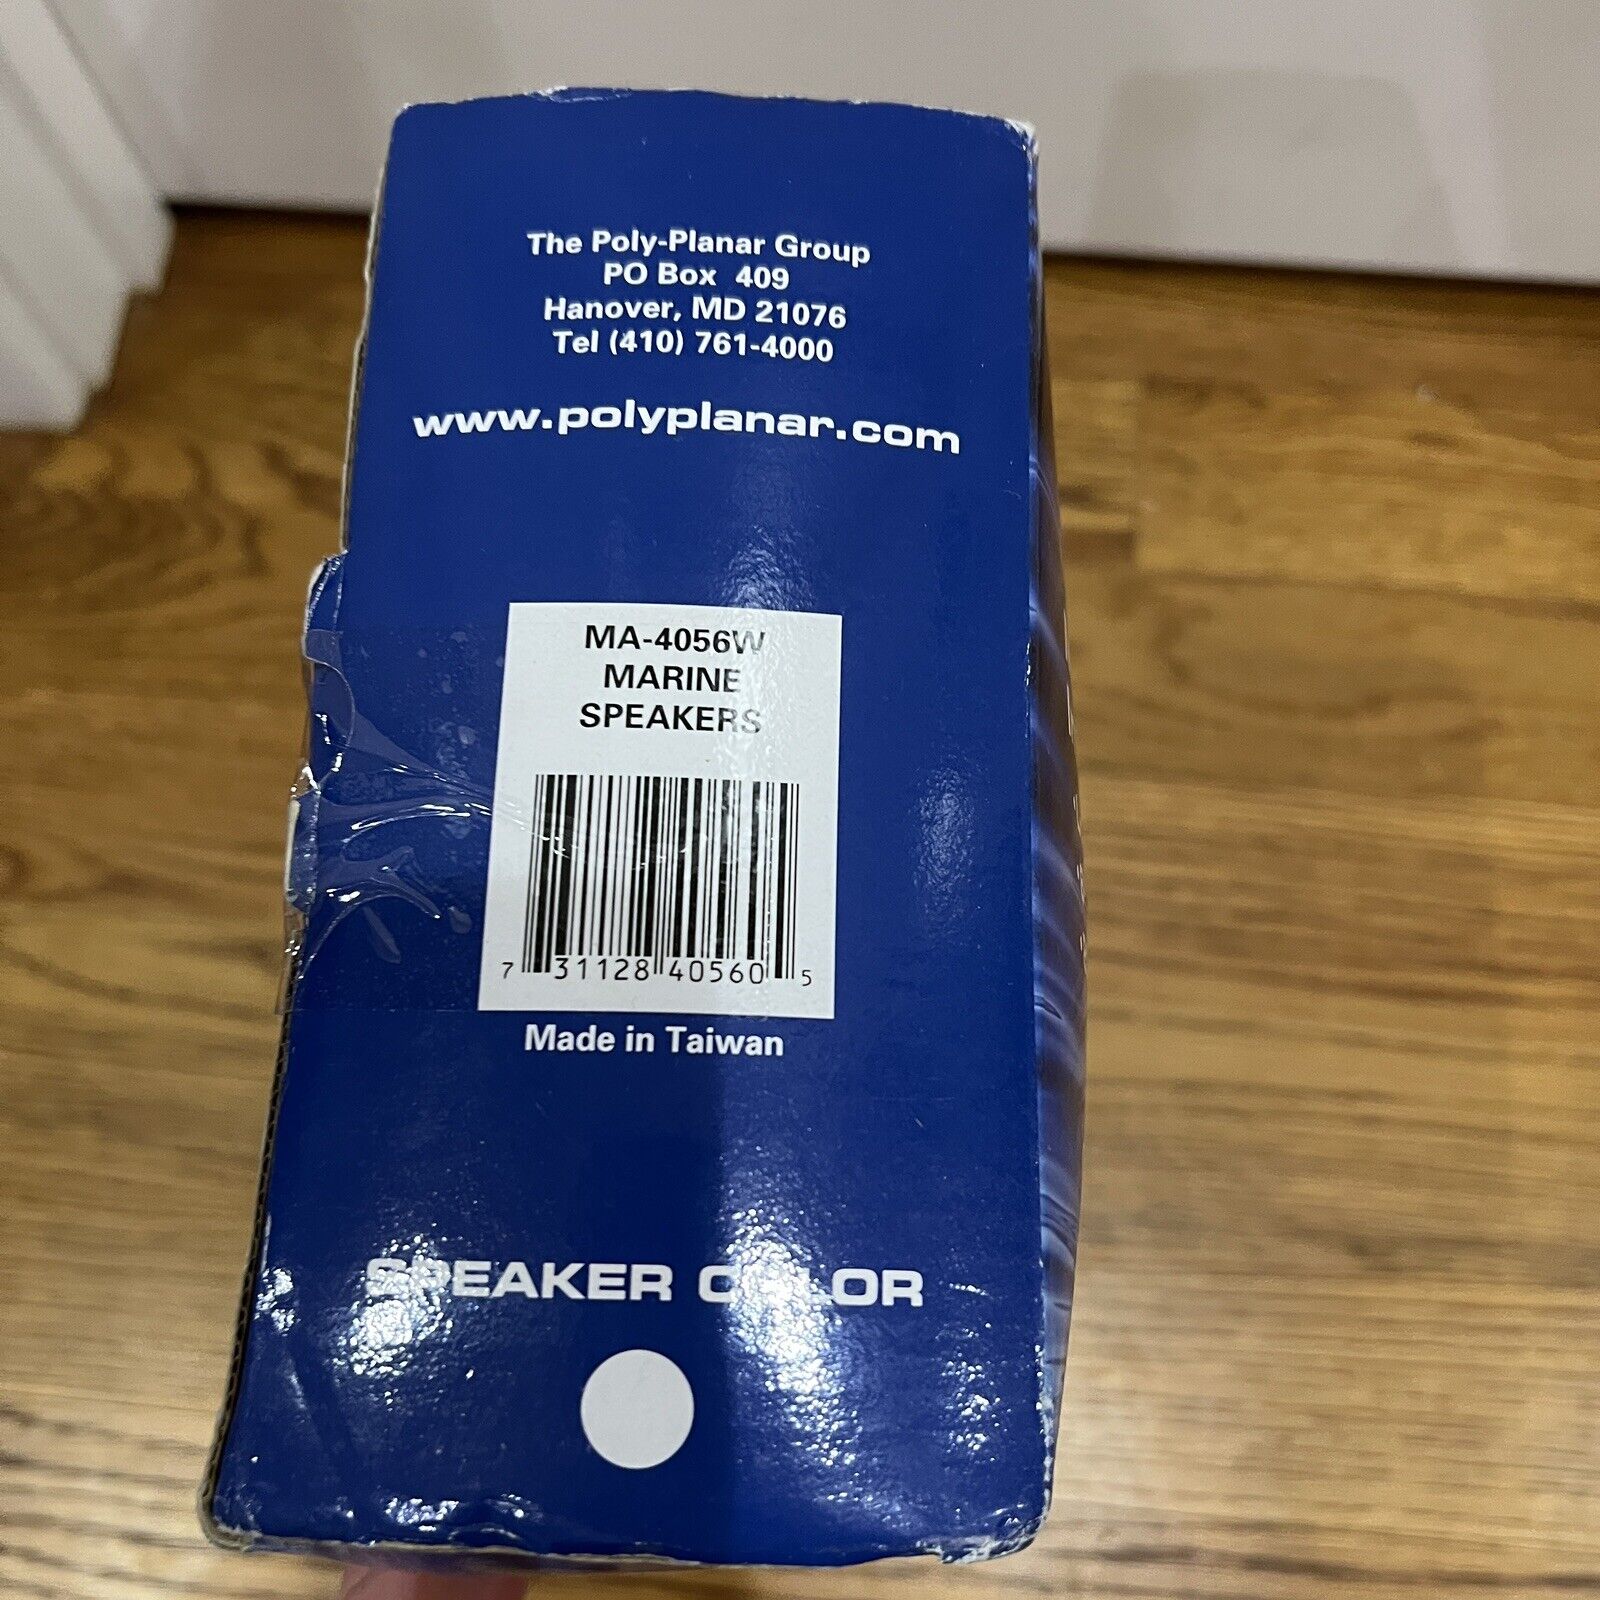 The Poly-Planar Group
PO Box 409
Hanover, MD 21076
Tel (410) 761-4000
www.polyplanar.com
MA-4056W
MARINE
SPEAKERS
7 31128 40560 5
Made in Taiwan
SPEAKER COLOR